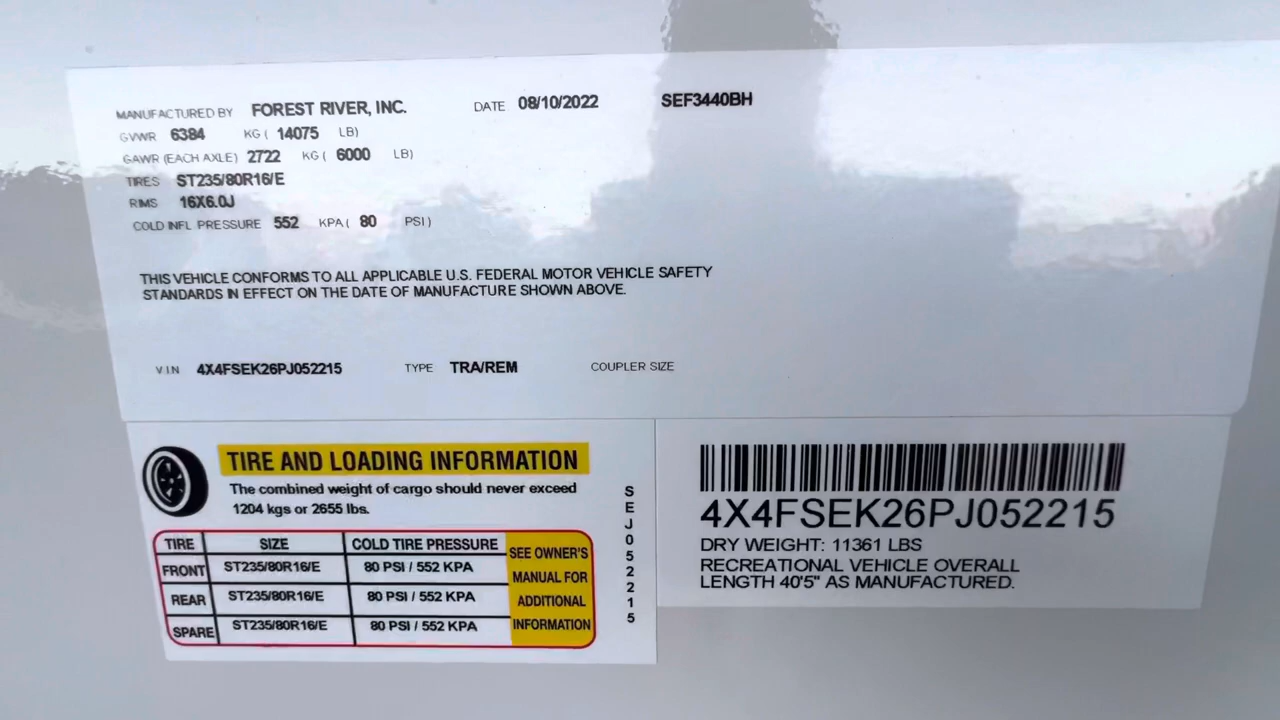 MANUFACTURED BY FOREST RIVER, INC. DATE 08/10/2022 SEF3440BH
GVWR 6384 KG ( 14075 LB)
GAWR (EACH AXLE) 2722 KG ( 6000 LB)
TIRES ST235/80R16/E
RIMS 16X6.0J
COLD INFL PRESSURE 552 KPA ( 80 PSI )
THIS VEHICLE CONFORMS TO ALL APPLICABLE U.S. FEDERAL MOTOR VEHICLE SAFETY
STANDARDS IN EFFECT ON THE DATE OF MANUFACTURE SHOWN ABOVE.
V.I.N 4X4FSEK26PJ052215 TYPE TRA/REM COUPLER SIZE
TIRE AND LOADING INFORMATION
The combined weight of cargo should never exceed
1204 kgs or 2655 lbs.
TIRE SIZE COLD TIRE PRESSURE
FRONT ST235/80R16/E 80 PSI / 552 KPA
REAR ST235/80R16/E 80 PSI / 552 KPA
SPARE ST235/80R16/E 80 PSI / 552 KPA
SEE OWNER'S
MANUAL FOR
ADDITIONAL
INFORMATION
SEJ052215
4X4FSEK26PJ052215
DRY WEIGHT: 11361 LBS
RECREATIONAL VEHICLE OVERALL
LENGTH 40'5" AS MANUFACTURED.